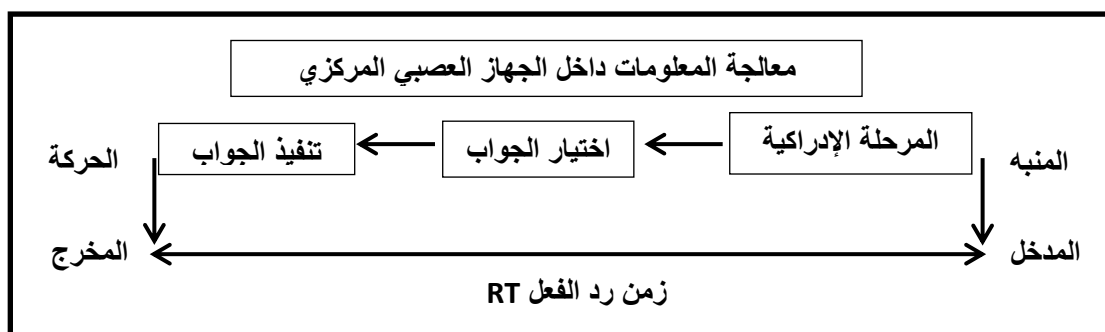 معالجة المعلومات داخل الجهاز العصبي المركزي
المنبه
المرحلة الإدراكية
اختيار الجواب
تنفيذ الجواب
الحركة
المدخل
المخرج
زمن رد الفعل RT